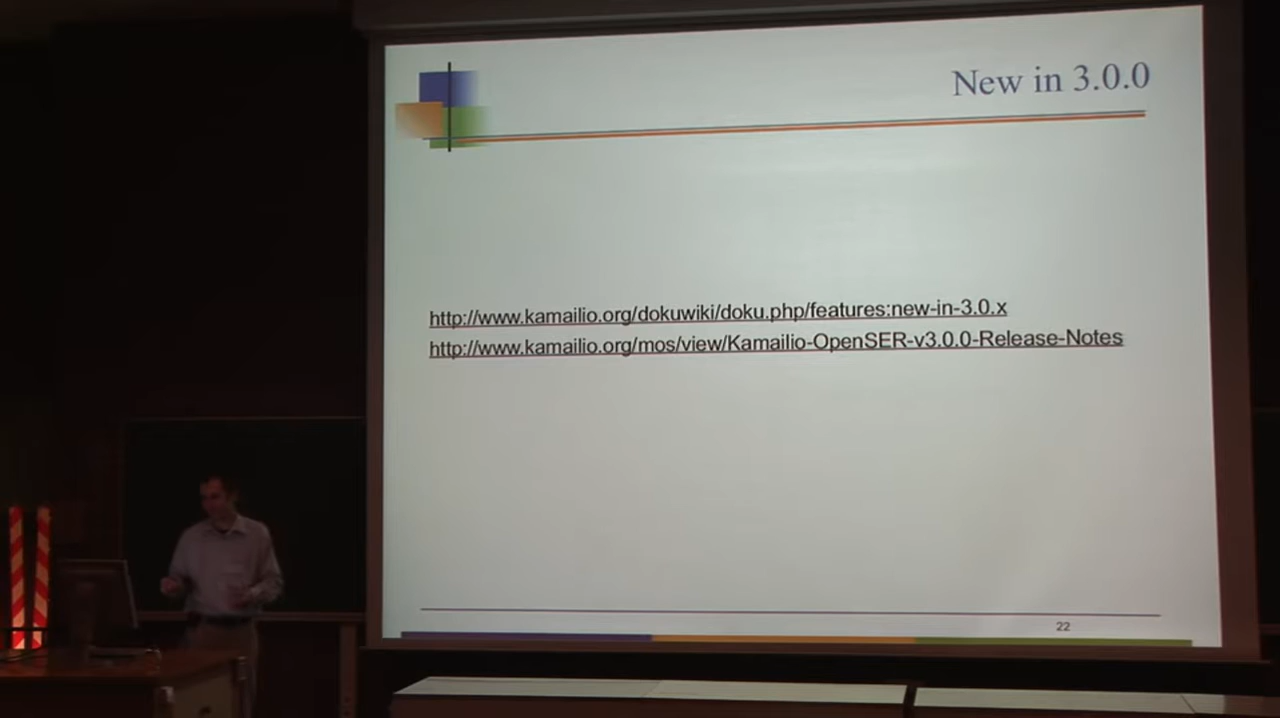 New in 3.0.0
http://www.kamailio.org/dokuwiki/doku.php/features:new-in-3.0.x
http://www.kamailio.org/mos/view/Kamailio-OpenSER-v3.0.0-Release-Notes
22